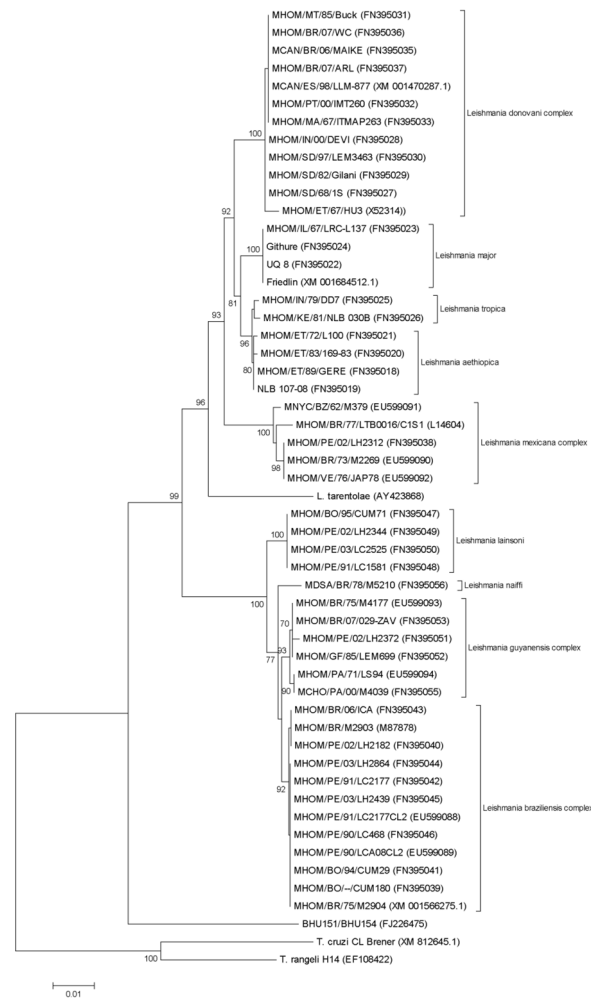 MHOM/MT/85/Buck (FN395031)
MHOM/BR/07/WC (FN395036)
MCAN/BR/06/MAIKE (FN395035)
MHOM/BR/07/ARL (FN395037)
MCAN/ES/98/LLM-877 (XM 001470287.1)
MHOM/PT/00/IMT260 (FN395032)
Leishmania donovani complex
MHOM/MA/67/ITMAP263 (FN395033)
100
MHOM/IN/00/DEVI (FN395028)
MHOM/SD/97/LEM3463 (FN395030)
MHOM/SD/82/Gilani (FN395029)
MHOM/SD/68/1S (FN395027)
92
MHOM/ET/67/HU3 (X52314))
MHOM/IL/67/LRC-L137 (FN395023)
100
Githure (FN395024)
Leishmania major
UQ 8 (FN395022)
Friedlin (XM 001684512.1)
81
MHOM/IN/79/DD7 (FN395025)
Leishmania tropica
93
MHOM/KE/81/NLB 030B (FN395026)
MHOM/ET/72/L100 (FN395021)
96
MHOM/ET/83/169-83 (FN395020)
Leishmania aethiopica
80
MHOM/ET/89/GERE (FN395018)
NLB 107-08 (FN395019)
96
MNYC/BZ/62/M379 (EU599091)
MHOM/BR/77/LTB0016/C1S1 (L14604)
100
MHOM/PE/02/LH2312 (FN395038)
Leishmania mexicana complex
MHOM/BR/73/M2269 (EU599090)
98
MHOM/VE/76/JAP78 (EU599092)
99
L. tarentolae (AY423868)
MHOM/BO/95/CUM71 (FN395047)
100
MHOM/PE/02/LH2344 (FN395049)
Leishmania lainsoni
MHOM/PE/03/LC2525 (FN395050)
MHOM/PE/91/LC1581 (FN395048)
MDSA/BR/78/M5210 (FN395056)
Leishmania naiffi
100
MHOM/BR/75/M4177 (EU599093)
70
MHOM/BR/07/029-ZAV (FN395053)
MHOM/PE/02/LH2372 (FN395051)
Leishmania guyanensis complex
77
93
MHOM/GF/85/LEM699 (FN395052)
MHOM/PA/71/LS94 (EU599094)
90
MCHO/PA/00/M4039 (FN395055)
MHOM/BR/06/ICA (FN395043)
MHOM/BR/M2903 (M87878)
MHOM/PE/02/LH2182 (FN395040)
MHOM/PE/03/LH2864 (FN395044)
MHOM/PE/91/LC2177 (FN395042)
92
MHOM/PE/03/LH2439 (FN395045)
Leishmania braziliensis complex
MHOM/PE/91/LC2177CL2 (EU599088)
MHOM/PE/90/LC468 (FN395046)
MHOM/PE/90/LCA08CL2 (EU599089)
MHOM/BO/94/CUM29 (FN395041)
MHOM/BO/--/CUM180 (FN395039)
MHOM/BR/75/M2904 (XM 001566275.1)
BHU151/BHU154 (FJ226475)
T. cruzi CL Brener (XM 812645.1)
100
T. rangeli H14 (EF108422)
0.01